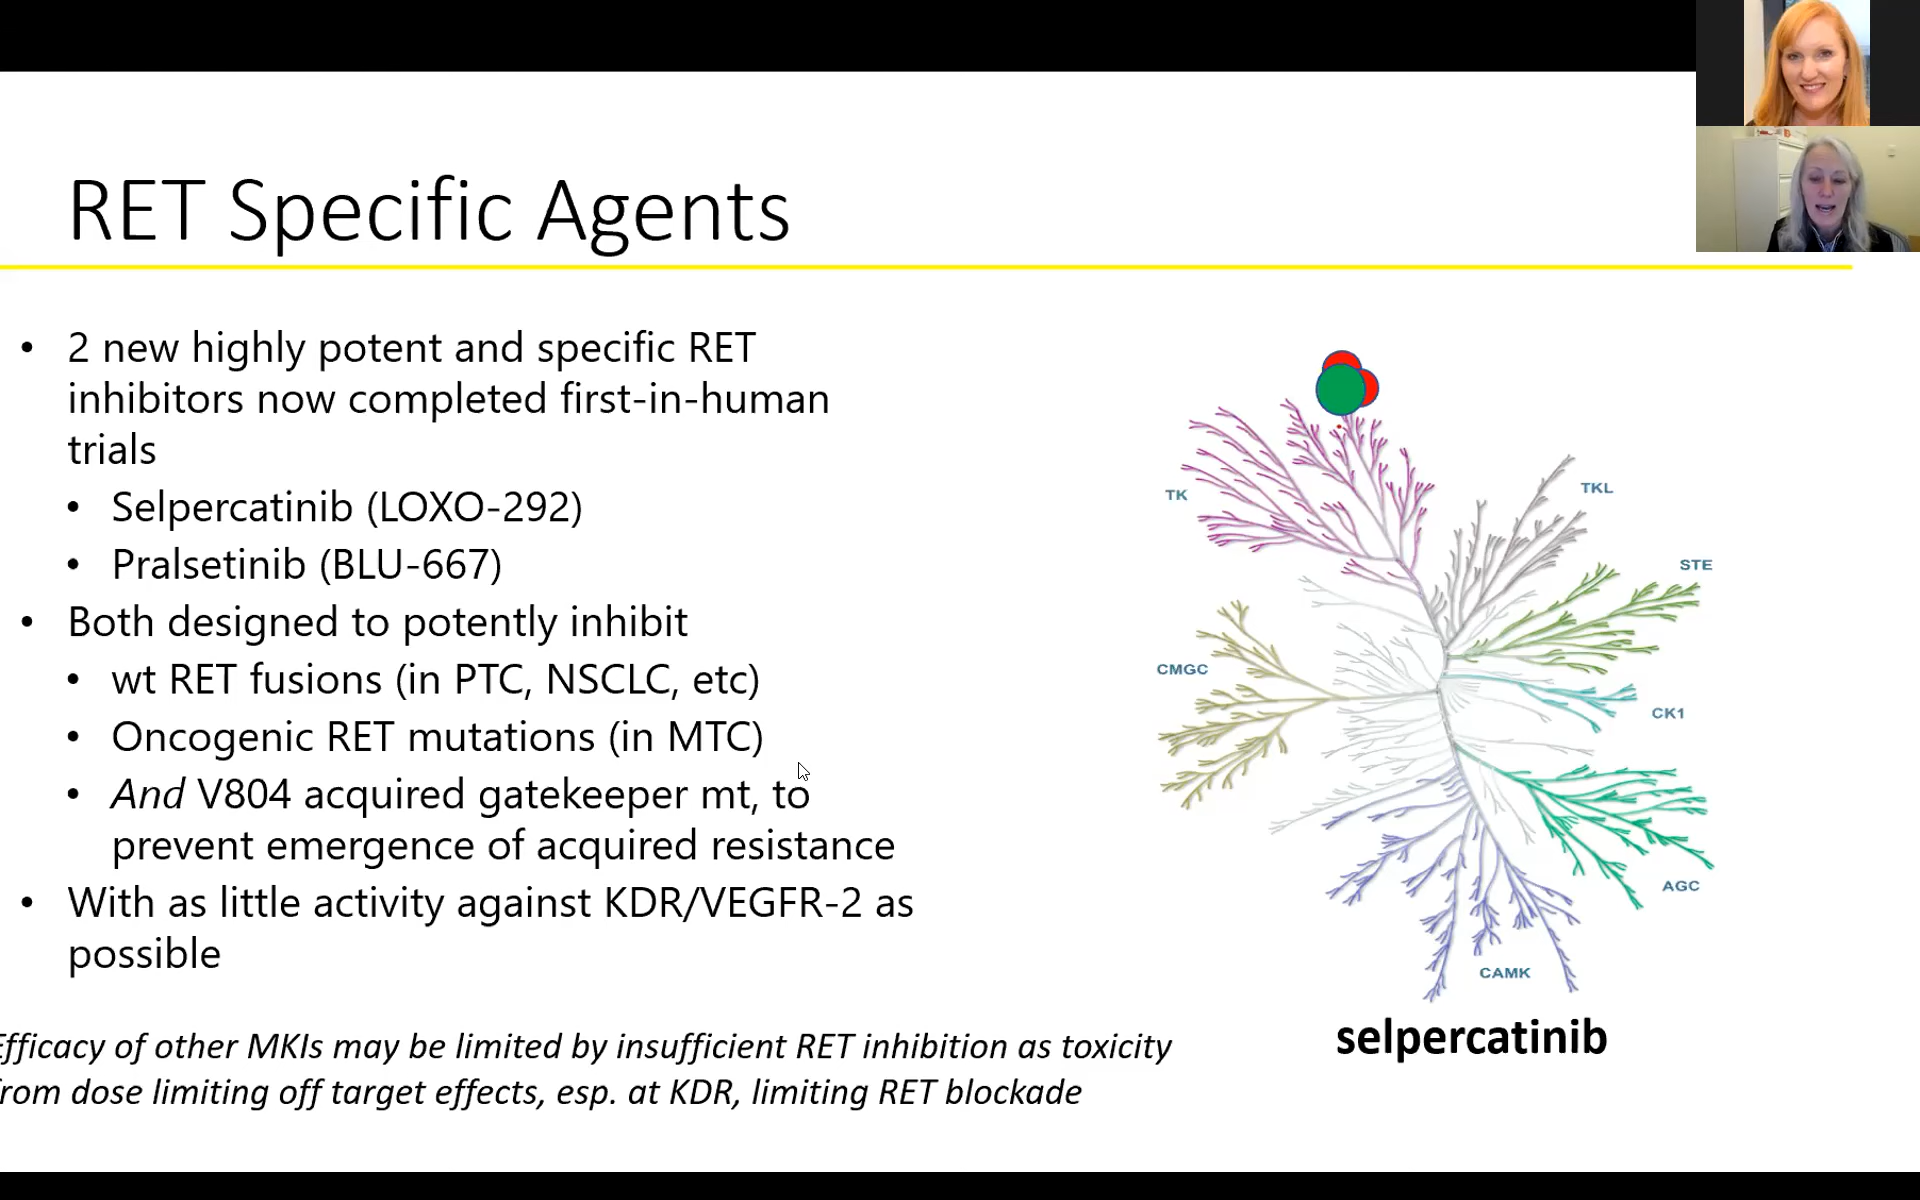 RET Specific Agents
• 2 new highly potent and specific RET
inhibitors now completed first-in-human
trials
• Selpercatinib (LOXO-292)
• Pralsetinib (BLU-667)
• Both designed to potently inhibit
• wt RET fusions (in PTC, NSCLC, etc)
• Oncogenic RET mutations (in MTC)
• And V804 acquired gatekeeper mt, to
prevent emergence of acquired resistance
• With as little activity against KDR/VEGFR-2 as
possible
Efficacy of other MKIs may be limited by insufficient RET inhibition as toxicity
from dose limiting off target effects, esp. at KDR, limiting RET blockade
TK
TKL
STE
CMGC
CK1
AGC
CAMK
selpercatinib